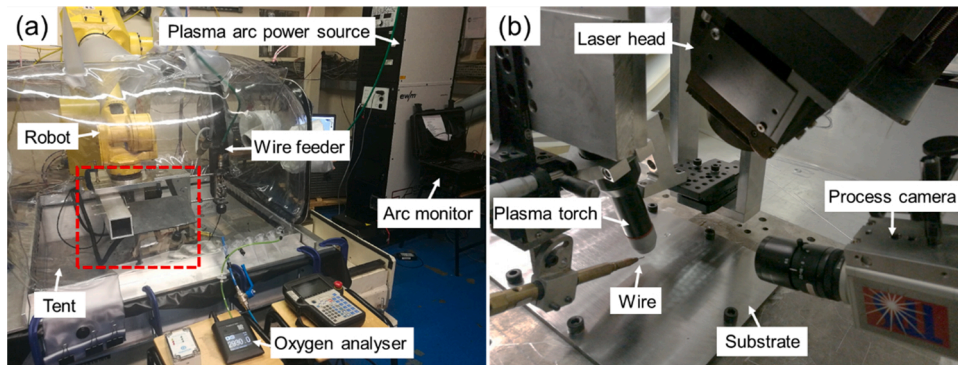 (a)
Plasma arc power source
Robot
Wire feeder
Arc monitor
Tent
Oxygen analyser
(b)
Laser head
Process camera
Plasma torch
Wire
Substrate
ewm